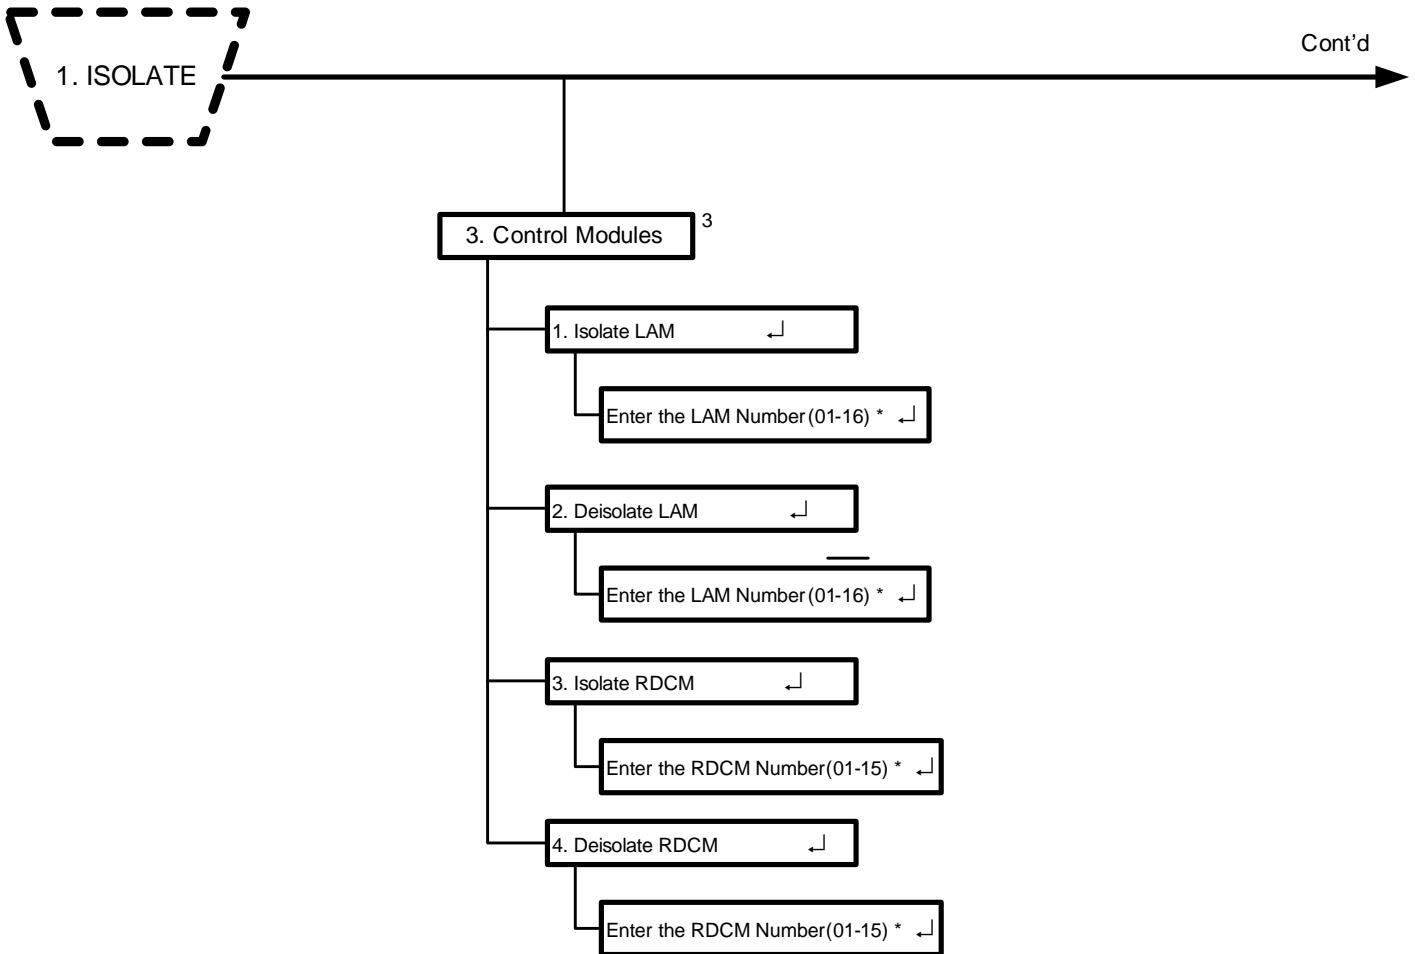 Cont’d
1. ISOLATE
3. Control Modules 3
1. Isolate LAM ↵
Enter the LAM Number (01-16) * ↵
2. Deisolate LAM ↵
Enter the LAM Number (01-16) * ↵
3. Isolate RDCM ↵
Enter the RDCM Number (01-15) * ↵
4. Deisolate RDCM ↵
Enter the RDCM Number (01-15) * ↵